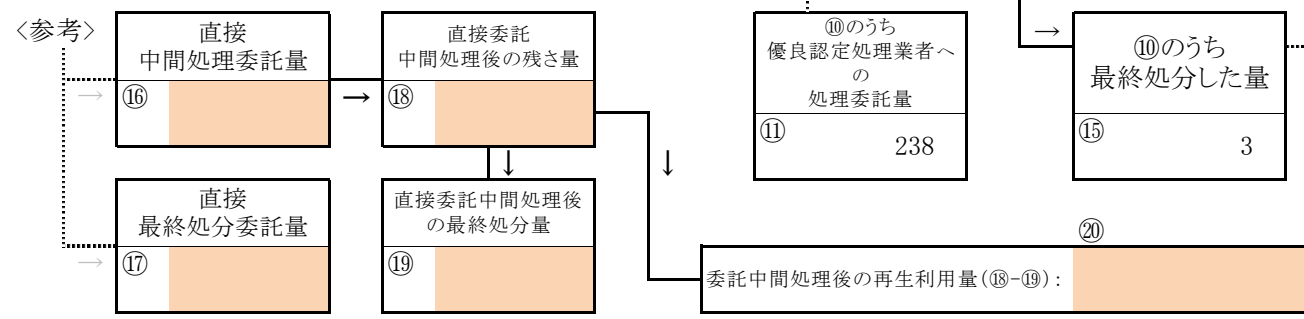 〈参考〉
直接
中間処理委託量
→
⑯
→
直接委託
中間処理後の残さ量
⑱
⑩のうち
優良認定処理業者へ
の
処理委託量
⑪
238
→
⑩のうち
最終処分した量
⑮
3
↓
↓
直接
最終処分委託量
→
⑰
直接委託中間処理後
の最終処分量
⑲
⑳
委託中間処理後の再生利用量(⑱-⑲):